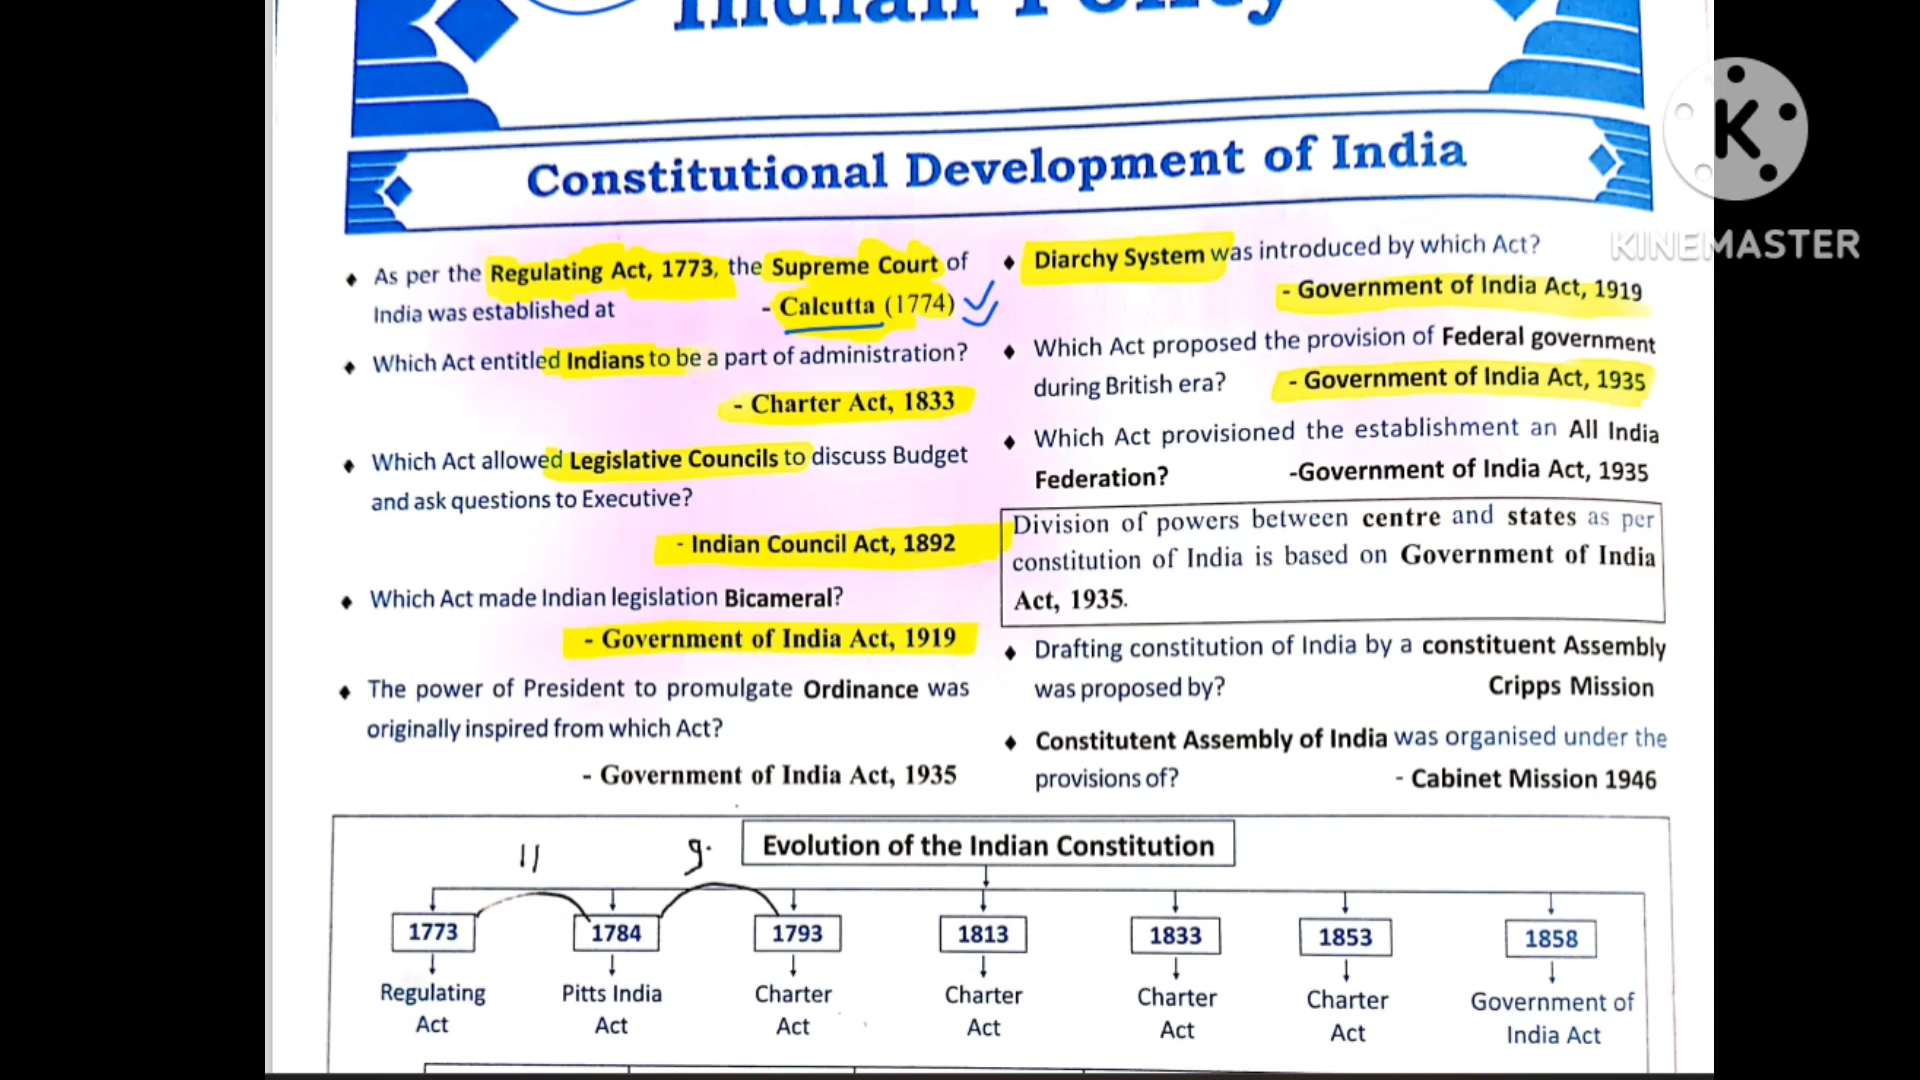 Indian Polity
Constitutional Development of India
K
KINEMASTER
♦ As per the Regulating Act, 1773, the Supreme Court of
India was established at - Calcutta (1774)
♦ Which Act entitled Indians to be a part of administration?
- Charter Act, 1833
♦ Which Act allowed Legislative Councils to discuss Budget
and ask questions to Executive?
- Indian Council Act, 1892
♦ Which Act made Indian legislation Bicameral?
- Government of India Act, 1919
♦ The power of President to promulgate Ordinance was
originally inspired from which Act?
- Government of India Act, 1935
♦ Diarchy System was introduced by which Act?
- Government of India Act, 1919
♦ Which Act proposed the provision of Federal government
during British era? - Government of India Act, 1935
♦ Which Act provisioned the establishment an All India
Federation? -Government of India Act, 1935
Division of powers between centre and states as per
constitution of India is based on Government of India
Act, 1935.
♦ Drafting constitution of India by a constituent Assembly
was proposed by? Cripps Mission
♦ Constitutent Assembly of India was organised under the
provisions of? - Cabinet Mission 1946
Evolution of the Indian Constitution
11 9.
1773 1784 1793 1813 1833 1853 1858
Regulating Pitts India Charter Charter Charter Charter Government of
Act Act Act Act Act Act India Act